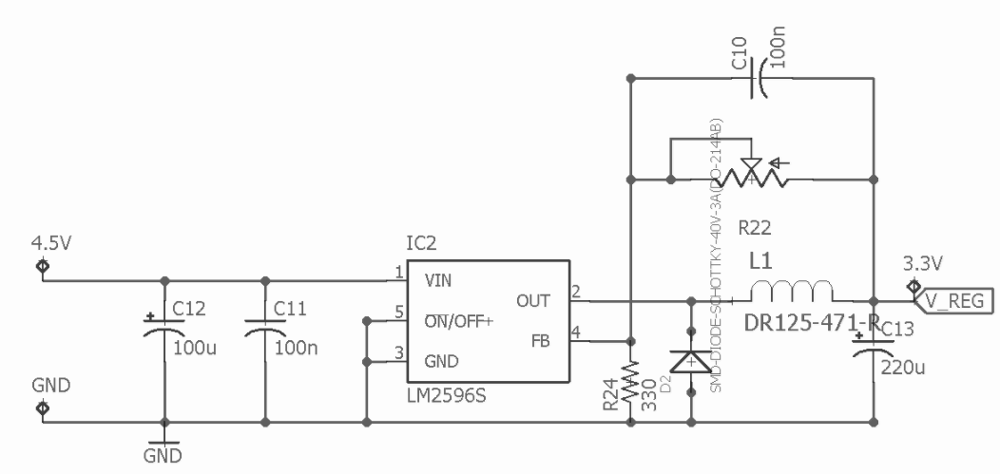 C10
100n
SMD-DIODE-SCHOTTKY-40V-3A(DO-214AB)
R22
4.5V
IC2
L1
3.3V
1
VIN
2
OUT
V_REG
C12
C11
5
ON/OFF+
DR125-471-R
4
FB
C13
100u
100n
3
GND
220u
GND
LM2596S
R24
330
D2
GND